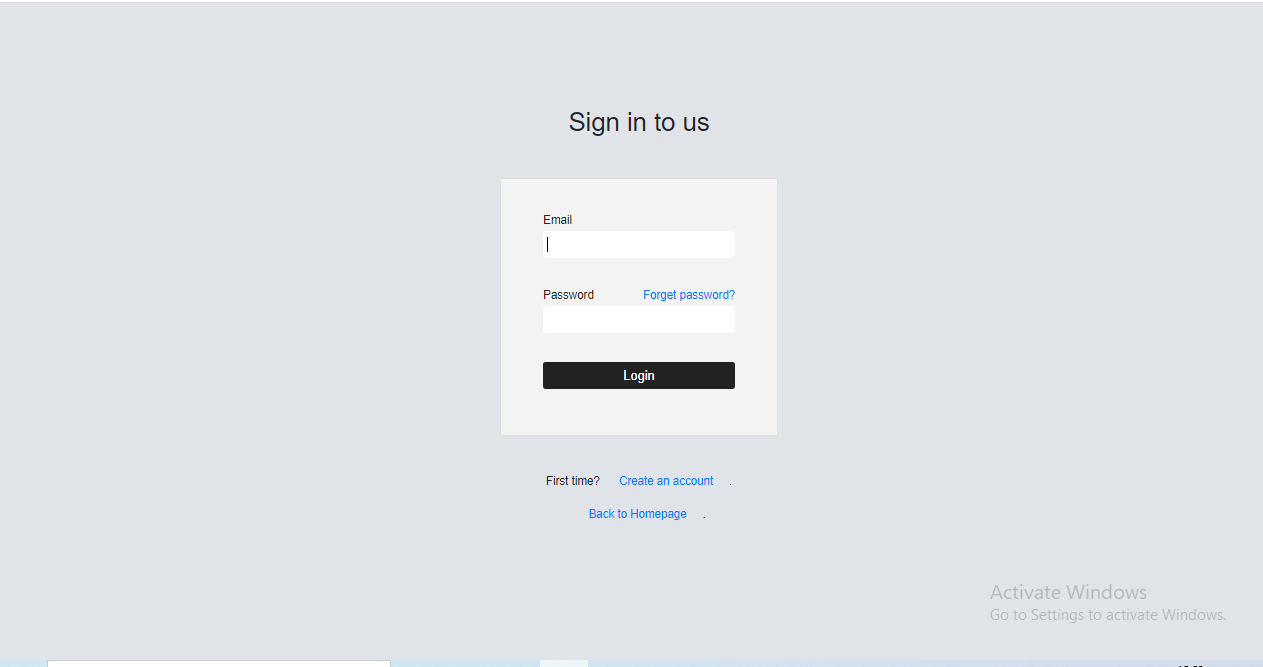 Sign in to us
Email
Password Forget password?
Login
First time? Create an account .
Back to Homepage .
Activate Windows
Go to Settings to activate Windows.